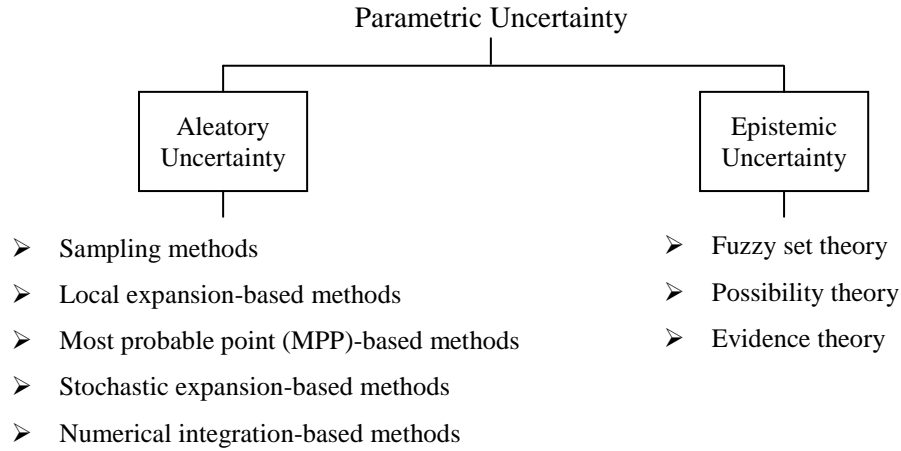 Parametric Uncertainty
Aleatory
Uncertainty
Epistemic
Uncertainty
➢ Sampling methods
➢ Local expansion-based methods
➢ Most probable point (MPP)-based methods
➢ Stochastic expansion-based methods
➢ Numerical integration-based methods
➢ Fuzzy set theory
➢ Possibility theory
➢ Evidence theory